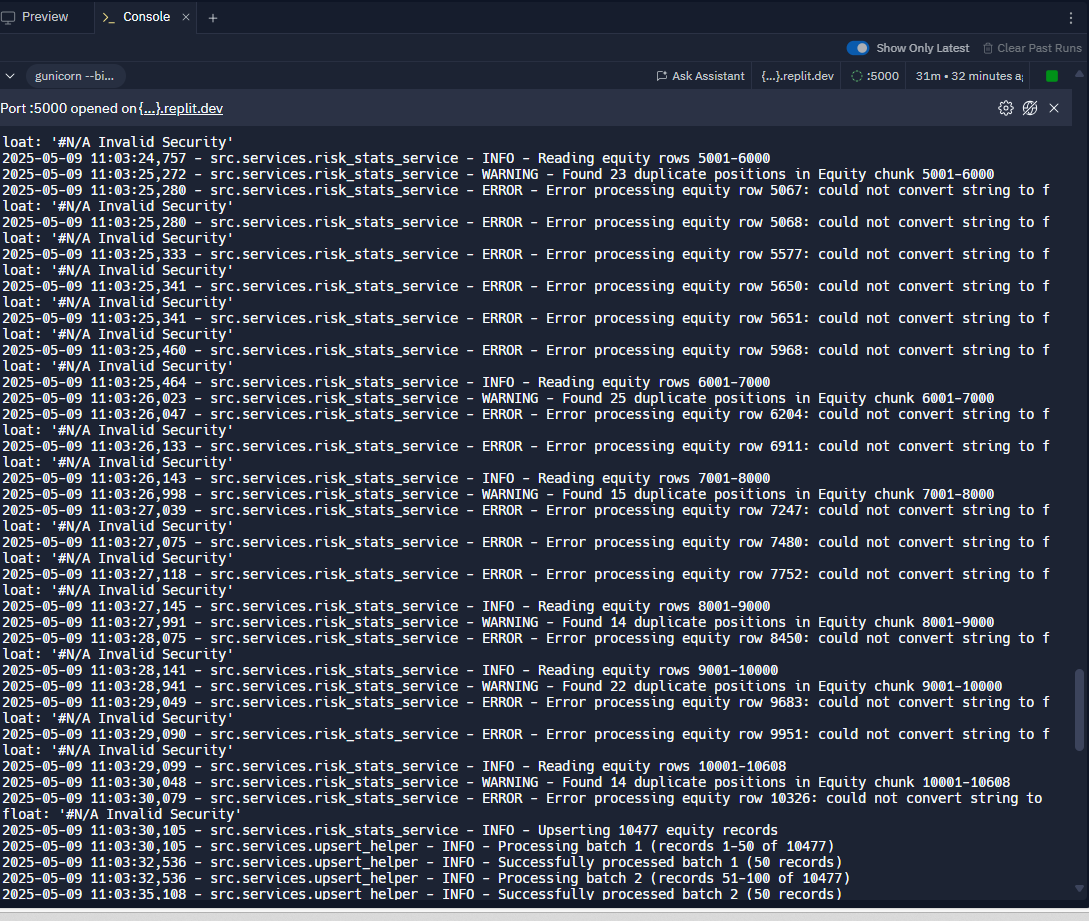 Preview
Console
Show Only Latest
Clear Past Runs
gunicorn --bi...
Ask Assistant
{...}.replit.dev
:5000
31m • 32 minutes a
Port :5000 opened on {...}.replit.dev
loat: '#N/A Invalid Security'
2025-05-09 11:03:24,757 - src.services.risk_stats_service - INFO - Reading equity rows 5001-6000
2025-05-09 11:03:25,272 - src.services.risk_stats_service - WARNING - Found 23 duplicate positions in Equity chunk 5001-6000
2025-05-09 11:03:25,280 - src.services.risk_stats_service - ERROR - Error processing equity row 5067: could not convert string to f
loat: '#N/A Invalid Security'
2025-05-09 11:03:25,280 - src.services.risk_stats_service - ERROR - Error processing equity row 5068: could not convert string to f
loat: '#N/A Invalid Security'
2025-05-09 11:03:25,333 - src.services.risk_stats_service - ERROR - Error processing equity row 5577: could not convert string to f
loat: '#N/A Invalid Security'
2025-05-09 11:03:25,341 - src.services.risk_stats_service - ERROR - Error processing equity row 5650: could not convert string to f
loat: '#N/A Invalid Security'
2025-05-09 11:03:25,341 - src.services.risk_stats_service - ERROR - Error processing equity row 5651: could not convert string to f
loat: '#N/A Invalid Security'
2025-05-09 11:03:25,460 - src.services.risk_stats_service - ERROR - Error processing equity row 5968: could not convert string to f
loat: '#N/A Invalid Security'
2025-05-09 11:03:25,464 - src.services.risk_stats_service - INFO - Reading equity rows 6001-7000
2025-05-09 11:03:26,023 - src.services.risk_stats_service - WARNING - Found 25 duplicate positions in Equity chunk 6001-7000
2025-05-09 11:03:26,047 - src.services.risk_stats_service - ERROR - Error processing equity row 6204: could not convert string to f
loat: '#N/A Invalid Security'
2025-05-09 11:03:26,133 - src.services.risk_stats_service - ERROR - Error processing equity row 6911: could not convert string to f
loat: '#N/A Invalid Security'
2025-05-09 11:03:26,143 - src.services.risk_stats_service - INFO - Reading equity rows 7001-8000
2025-05-09 11:03:26,998 - src.services.risk_stats_service - WARNING - Found 15 duplicate positions in Equity chunk 7001-8000
2025-05-09 11:03:27,039 - src.services.risk_stats_service - ERROR - Error processing equity row 7247: could not convert string to f
loat: '#N/A Invalid Security'
2025-05-09 11:03:27,075 - src.services.risk_stats_service - ERROR - Error processing equity row 7480: could not convert string to f
loat: '#N/A Invalid Security'
2025-05-09 11:03:27,118 - src.services.risk_stats_service - ERROR - Error processing equity row 7752: could not convert string to f
loat: '#N/A Invalid Security'
2025-05-09 11:03:27,145 - src.services.risk_stats_service - INFO - Reading equity rows 8001-9000
2025-05-09 11:03:27,991 - src.services.risk_stats_service - WARNING - Found 14 duplicate positions in Equity chunk 8001-9000
2025-05-09 11:03:28,075 - src.services.risk_stats_service - ERROR - Error processing equity row 8450: could not convert string to f
loat: '#N/A Invalid Security'
2025-05-09 11:03:28,141 - src.services.risk_stats_service - INFO - Reading equity rows 9001-10000
2025-05-09 11:03:28,941 - src.services.risk_stats_service - WARNING - Found 22 duplicate positions in Equity chunk 9001-10000
2025-05-09 11:03:29,049 - src.services.risk_stats_service - ERROR - Error processing equity row 9683: could not convert string to f
loat: '#N/A Invalid Security'
2025-05-09 11:03:29,090 - src.services.risk_stats_service - ERROR - Error processing equity row 9951: could not convert string to f
loat: '#N/A Invalid Security'
2025-05-09 11:03:29,099 - src.services.risk_stats_service - INFO - Reading equity rows 10001-10608
2025-05-09 11:03:30,048 - src.services.risk_stats_service - WARNING - Found 14 duplicate positions in Equity chunk 10001-10608
2025-05-09 11:03:30,079 - src.services.risk_stats_service - ERROR - Error processing equity row 10326: could not convert string to
float: '#N/A Invalid Security'
2025-05-09 11:03:30,105 - src.services.risk_stats_service - INFO - Upserting 10477 equity records
2025-05-09 11:03:30,105 - src.services.upsert_helper - INFO - Processing batch 1 (records 1-50 of 10477)
2025-05-09 11:03:32,536 - src.services.upsert_helper - INFO - Successfully processed batch 1 (50 records)
2025-05-09 11:03:32,536 - src.services.upsert_helper - INFO - Processing batch 2 (records 51-100 of 10477)
2025-05-09 11:03:35,108 - src.services.upsert_helper - INFO - Successfully processed batch 2 (50 records)